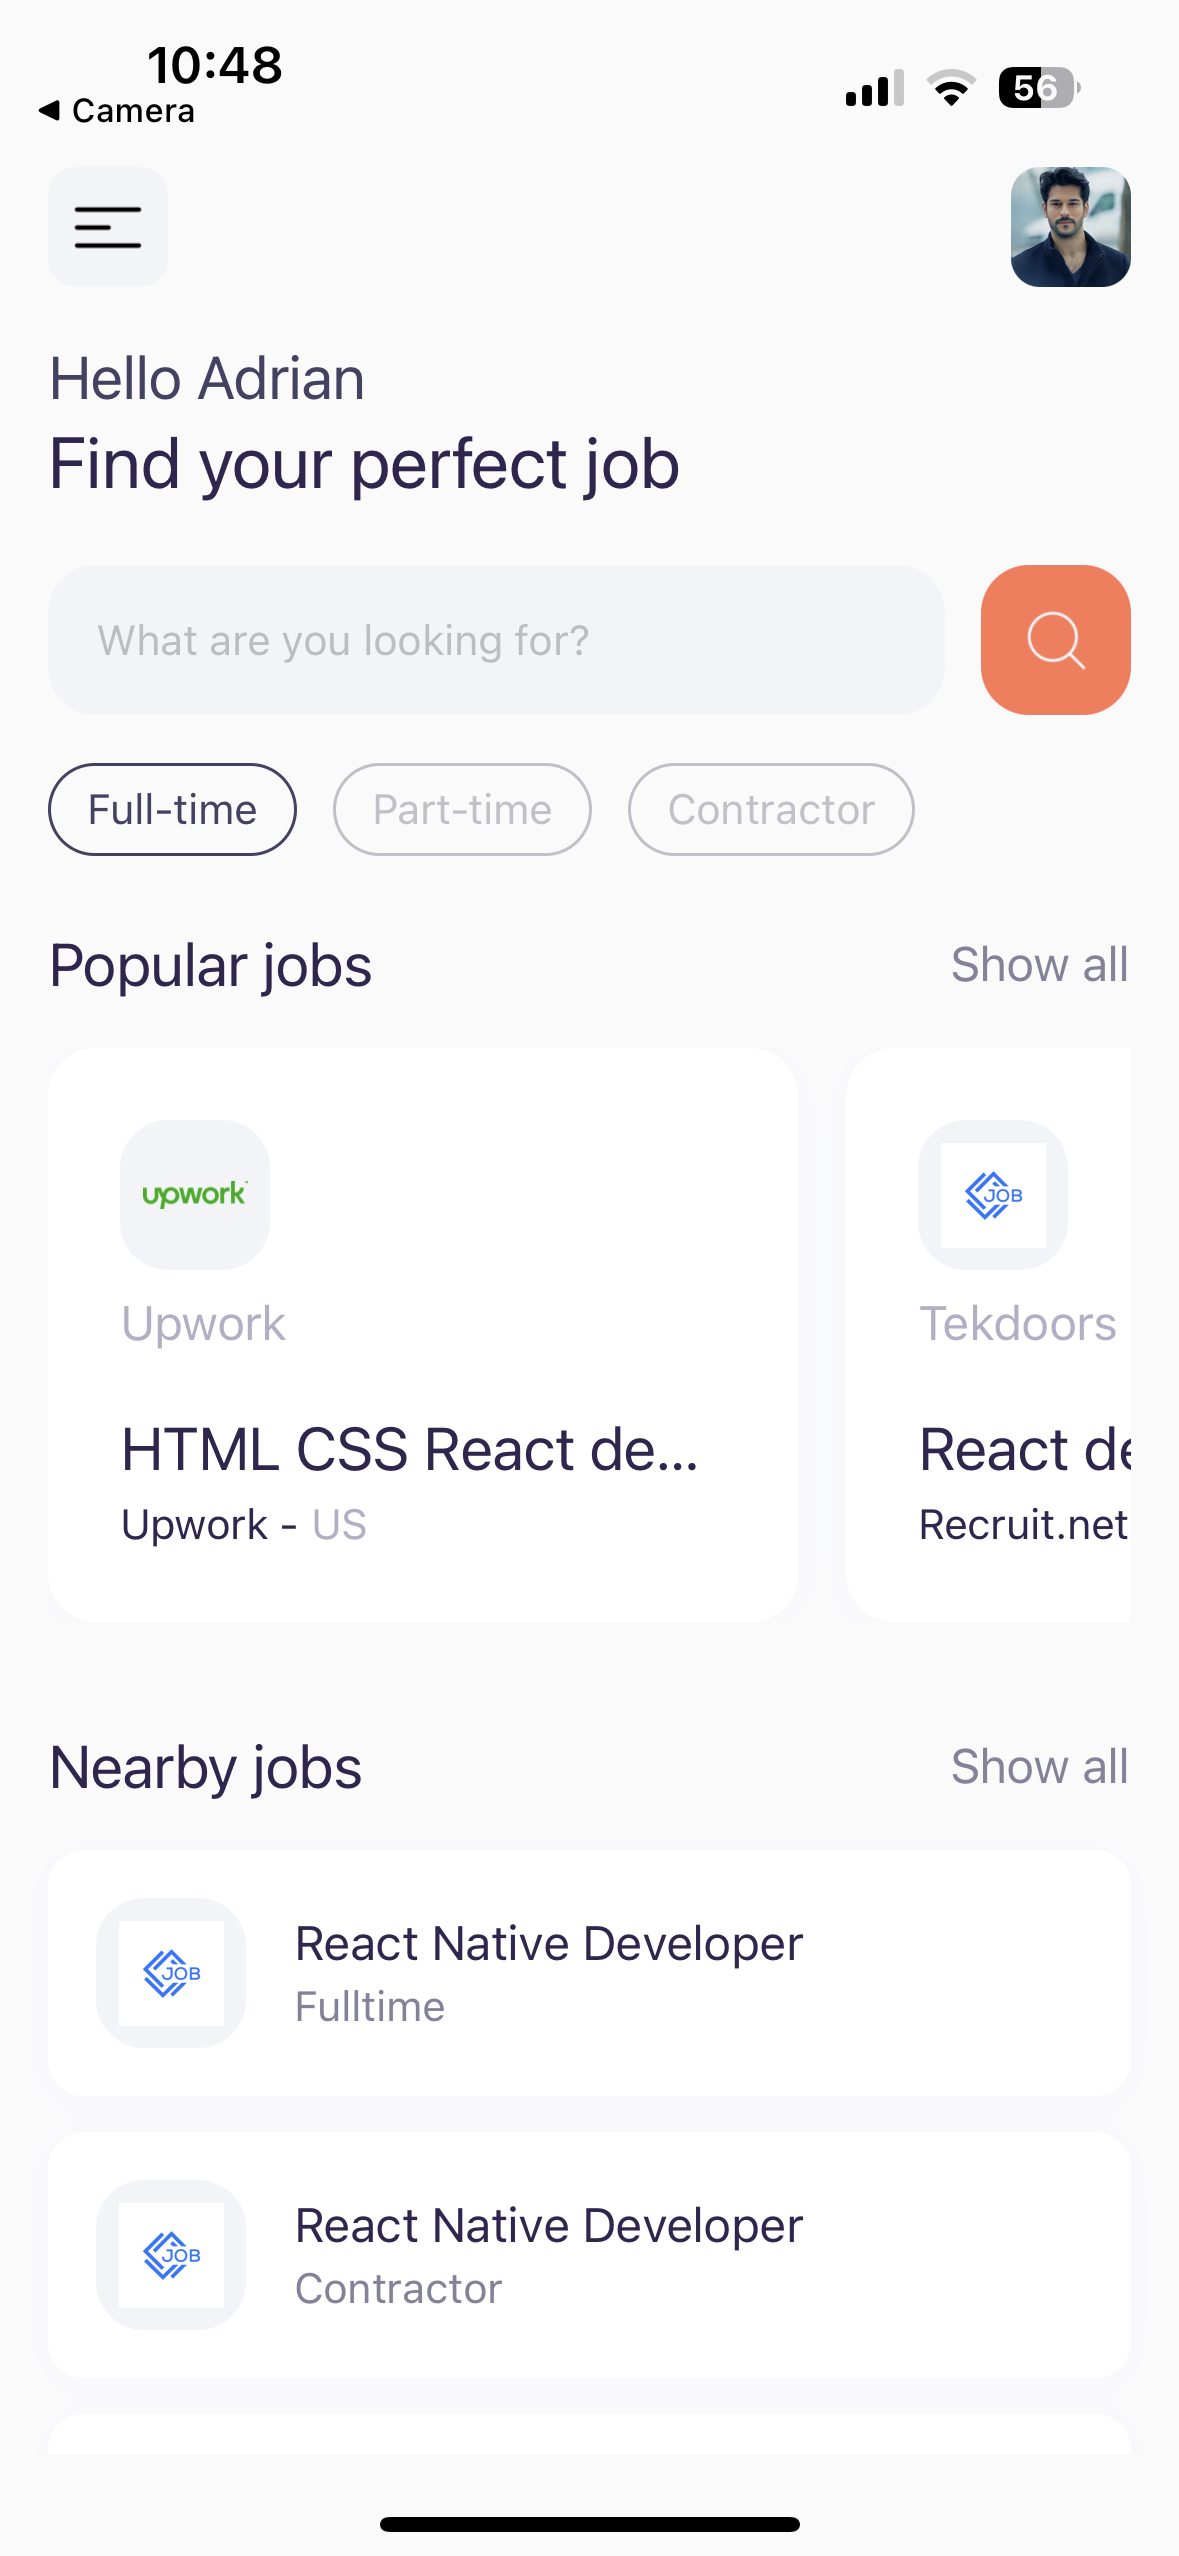 10:48
56
◀ Camera
Hello Adrian
Find your perfect job
What are you looking for?
Full-time Part-time Contractor
Popular jobs Show all
upwork
JOB
Upwork
Tekdoors
HTML CSS React de...
React de
Upwork - US
Recruit.net
Nearby jobs Show all
JOB
React Native Developer
Fulltime
JOB
React Native Developer
Contractor